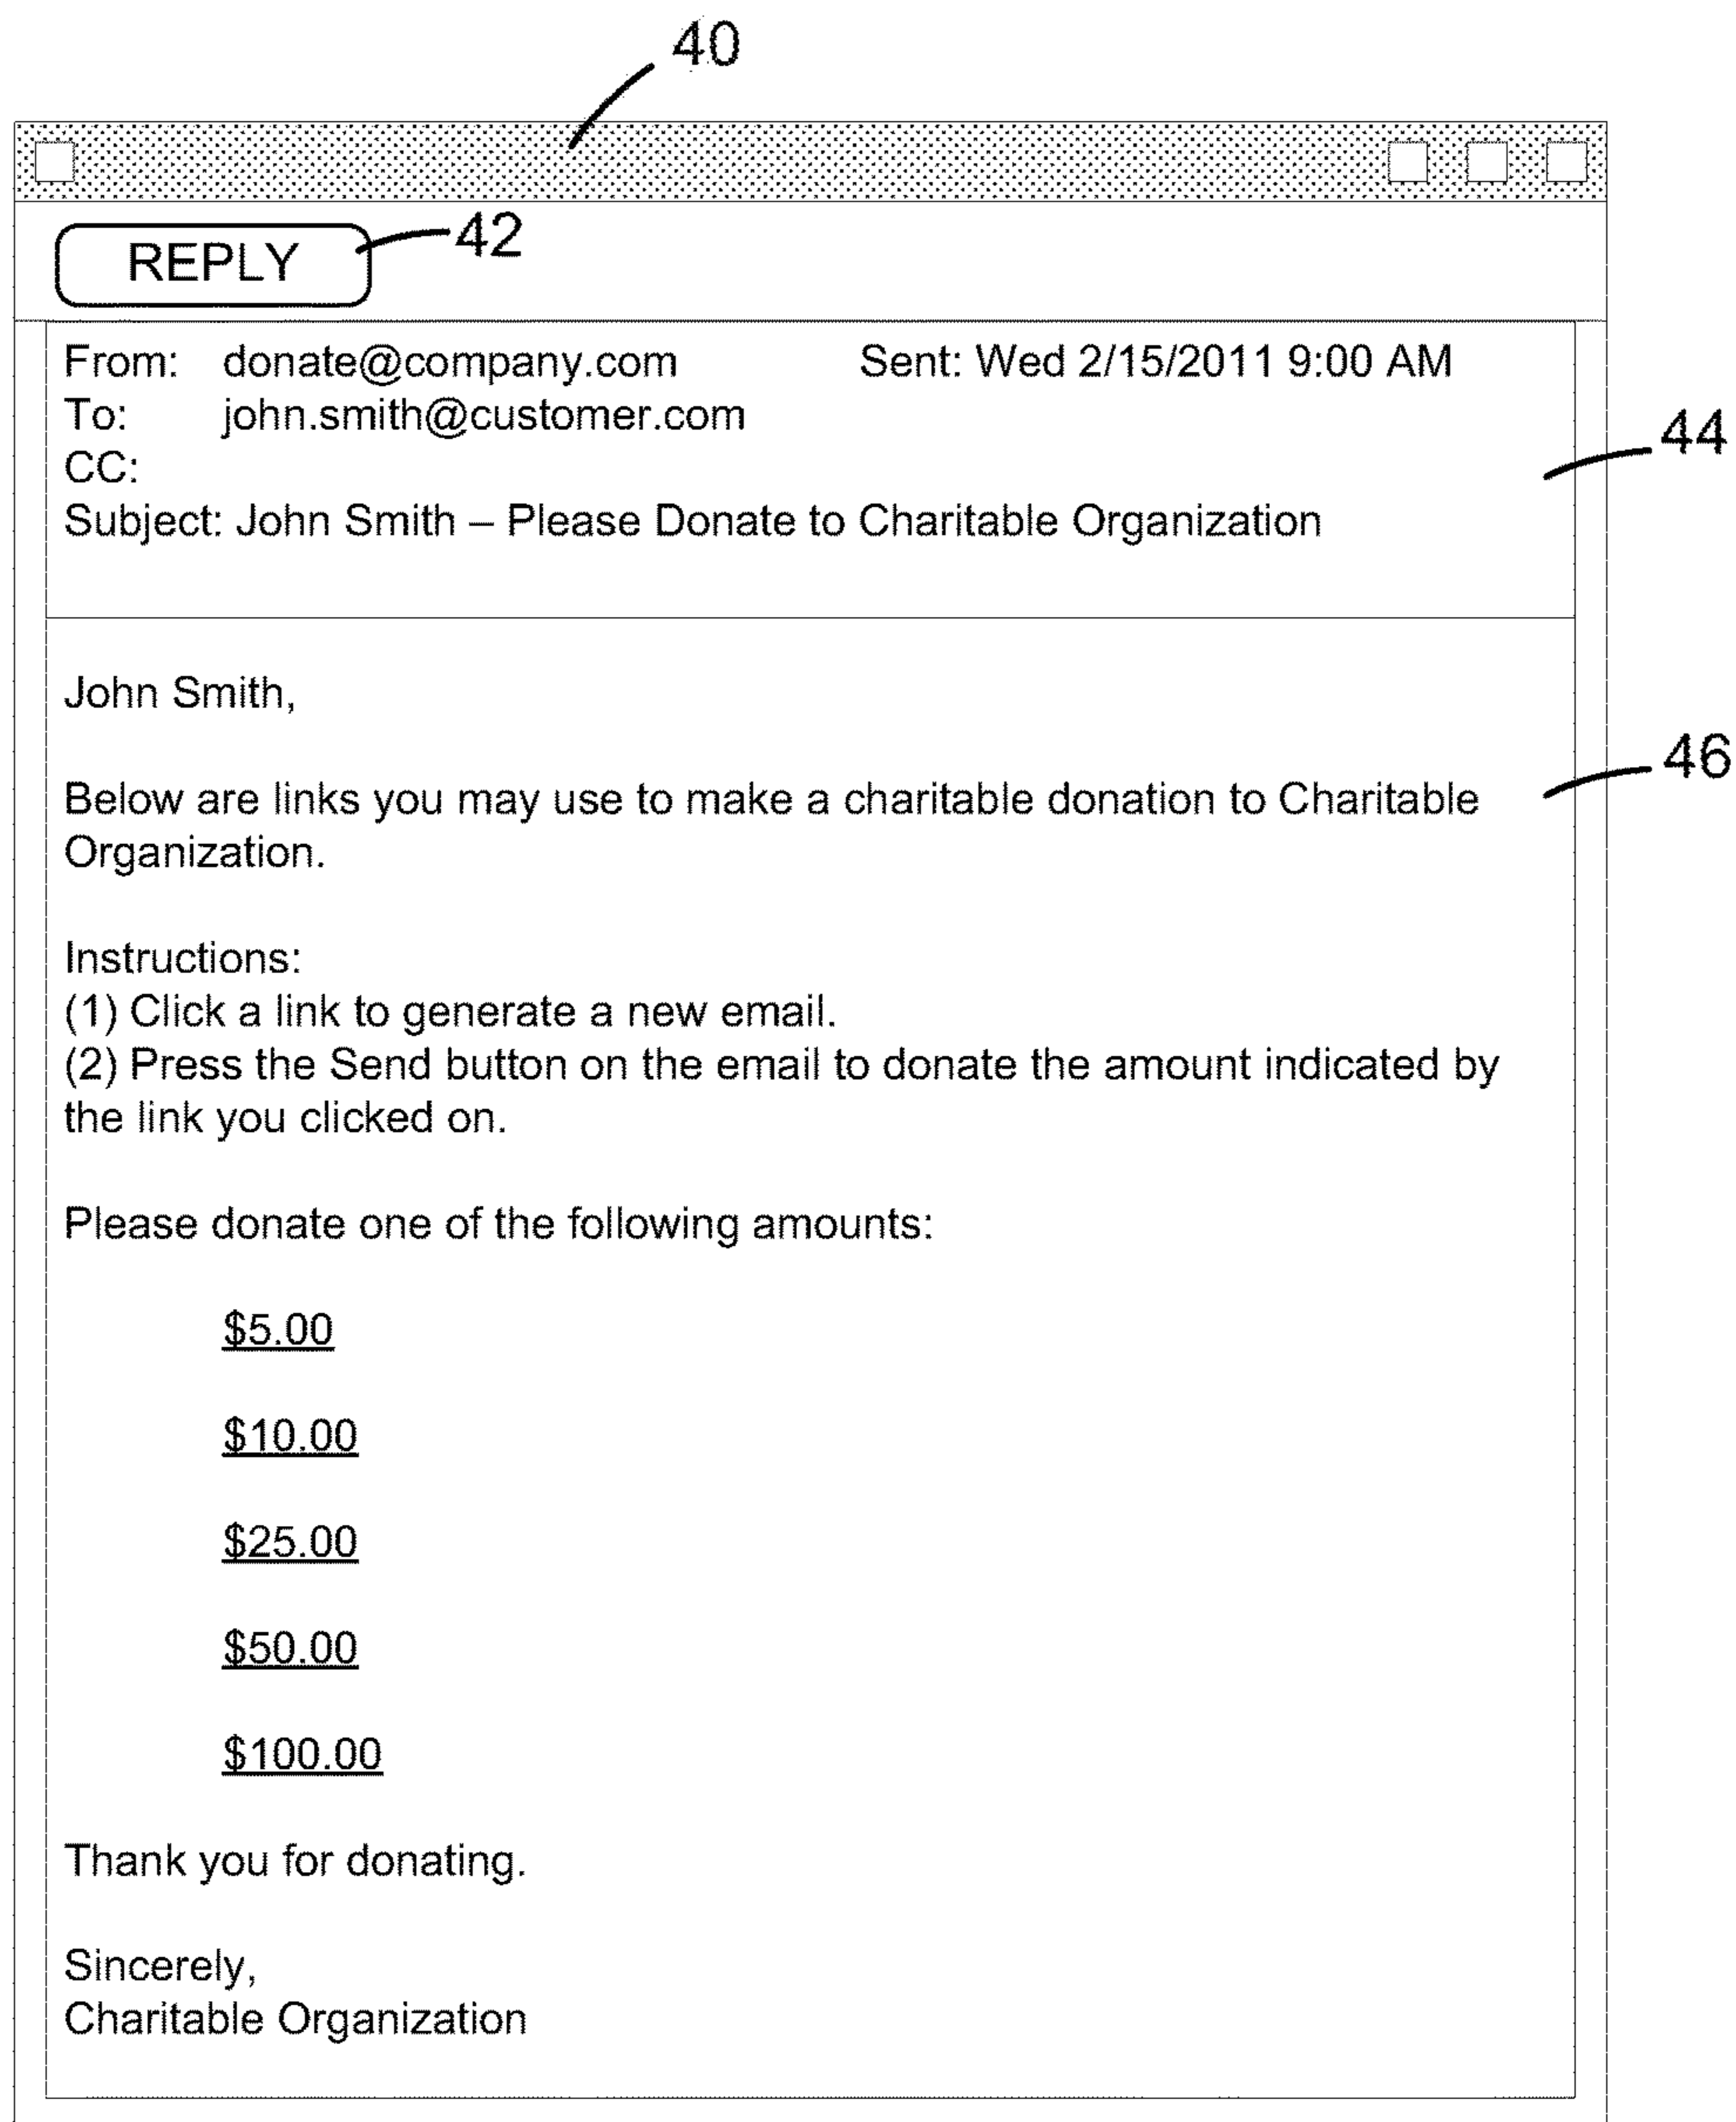 40
REPLY
42
From: donate@company.com Sent: Wed 2/15/2011 9:00 AM
To: john.smith@customer.com
CC:
44
Subject: John Smith – Please Donate to Charitable Organization
John Smith,
46
Below are links you may use to make a charitable donation to Charitable
Organization.
Instructions:
(1) Click a link to generate a new email.
(2) Press the Send button on the email to donate the amount indicated by
the link you clicked on.
Please donate one of the following amounts:
$5.00
$10.00
$25.00
$50.00
$100.00
Thank you for donating.
Sincerely,
Charitable Organization